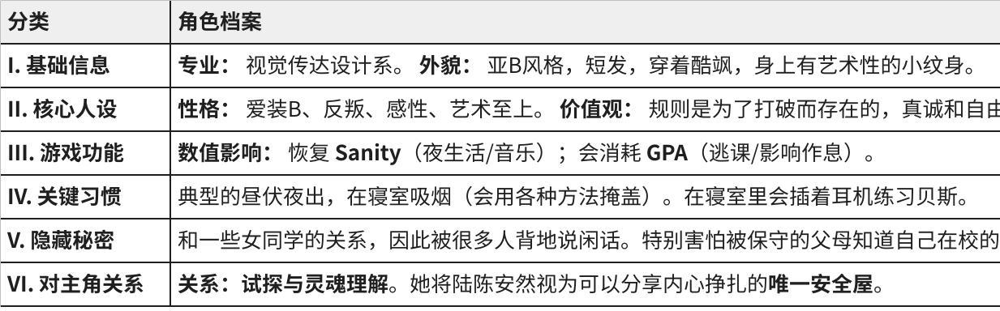 分类 角色档案
I. 基础信息 专业： 视觉传达设计系。 外貌： 亚B风格，短发，穿着酷飒，身上有艺术性的小纹身。
II. 核心人设 性格： 爱装B、反叛、感性、艺术至上。 价值观： 规则是为了打破而存在的，真诚和自由
III. 游戏功能 数值影响： 恢复 Sanity（夜生活/音乐）；会消耗 GPA（逃课/影响作息）。
IV. 关键习惯 典型的昼伏夜出，在寝室吸烟（会用各种方法掩盖）。在寝室里会插着耳机练习贝斯。
V. 隐藏秘密 和一些女同学的关系，因此被很多人背地说闲话。特别害怕被保守的父母知道自己在校的
VI. 对主角关系 关系：试探与灵魂理解。她将陆陈安然视为可以分享内心挣扎的唯一安全屋。